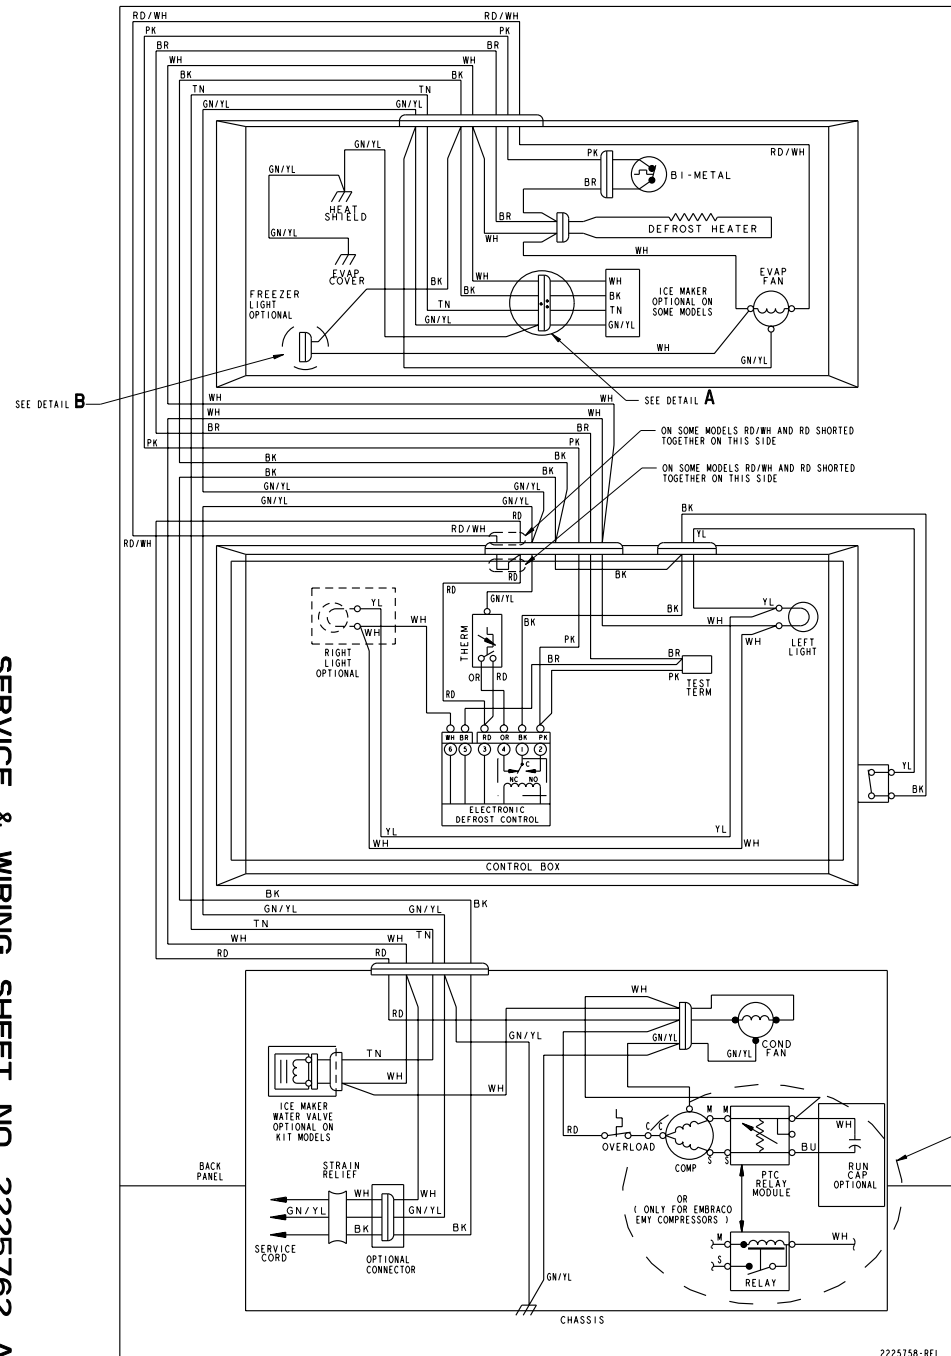 RD/WH RD/WH
PK PK
BR BR
WH WH
BK BK
TN TN
GN/YL GN/YL
GN/YL
PK
RD/WH
GN/YL
BI-METAL
BR
HEAT
SHIELD
BR
DEFROST HEATER
GN/YL
WH
WH
EVAP
COVER
BK
WH
WH
EVAP
FAN
FREEZER
LIGHT
OPTIONAL
BK
BK
TN
TN
GN/YL
GN/YL
ICE MAKER
OPTIONAL ON
SOME MODELS
WH
GN/YL
SEE DETAIL B
WH WH
SEE DETAIL A
WH WH
BR BR
ON SOME MODELS RD/WH AND RD SHORTED
TOGETHER ON THIS SIDE
PK PK
BK BK
BK BK
ON SOME MODELS RD/WH AND RD SHORTED
TOGETHER ON THIS SIDE
GN/YL GN/YL
GN/YL GN/YL
RD
BK
RD/WH
YL
RD/WH
RD
BK
RD
GN/YL
YL
WH
WH
RIGHT
LIGHT
OPTIONAL
THERM
BK
BK
PK
YL
WH
WH
LEFT
LIGHT
BR
BR
PK
TEST
TERM
OR
RD
RD
WH BR RD OR BK PK
6 5 3 4 1 2
C
NC NO
ELECTRONIC
DEFROST CONTROL
YL
BK
YL YL
WH WH
CONTROL BOX
BK BK
GN/YL GN/YL
TN TN
WH WH
RD RD
WH
RD
GN/YL
GN/YL
GN/YL
COND
FAN
TN
WH
WH
ICE MAKER
WATER VALVE
OPTIONAL ON
KIT MODELS
RD
OVERLOAD
C C
M M
S S
COMP
PTC
RELAY
MODULE
WH
BU
RUN
CAP
OPTIONAL
BACK
PANEL
STRAIN
RELIEF
WH WH
GN/YL GN/YL
BK BK
SERVICE
CORD
OPTIONAL
CONNECTOR
OR
( ONLY FOR EMBRACO
EMY COMPRESSORS )
M
S
WH
RELAY
GN/YL
CHASSIS
SERVICE & WIRING SHEET NO. 2225762